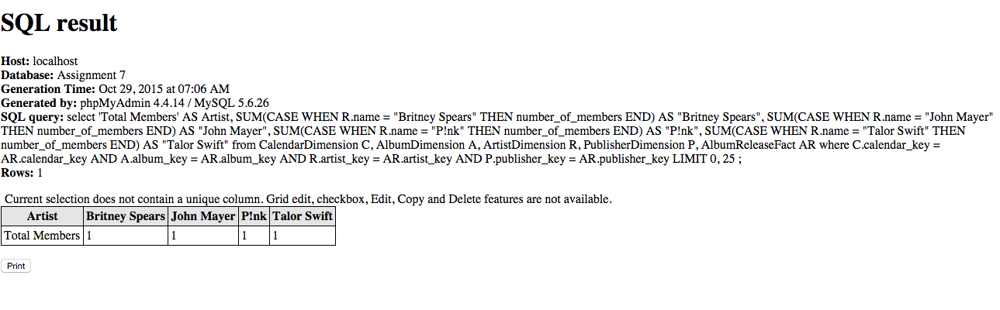 SQL result
Host: localhost
Database: Assignment 7
Generation Time: Oct 29, 2015 at 07:06 AM
Generated by: phpMyAdmin 4.4.14 / MySQL 5.6.26
SQL query: select 'Total Members' AS Artist, SUM(CASE WHEN R.name = "Britney Spears" THEN number_of_members END) AS "Britney Spears", SUM(CASE WHEN R.name = "John Mayer"
THEN number_of_members END) AS "John Mayer", SUM(CASE WHEN R.name = "P!nk" THEN number_of_members END) AS "P!nk", SUM(CASE WHEN R.name = "Talor Swift" THEN
number_of_members END) AS "Talor Swift" from CalendarDimension C, AlbumDimension A, ArtistDimension R, PublisherDimension P, AlbumReleaseFact AR where C.calendar_key =
AR.calendar_key AND A.album_key = AR.album_key AND R.artist_key = AR.artist_key AND P.publisher_key = AR.publisher_key LIMIT 0, 25 ;
Rows: 1
Current selection does not contain a unique column. Grid edit, checkbox, Edit, Copy and Delete features are not available.
Artist Britney Spears John Mayer P!nk Talor Swift
Total Members 1 1 1 1
Print